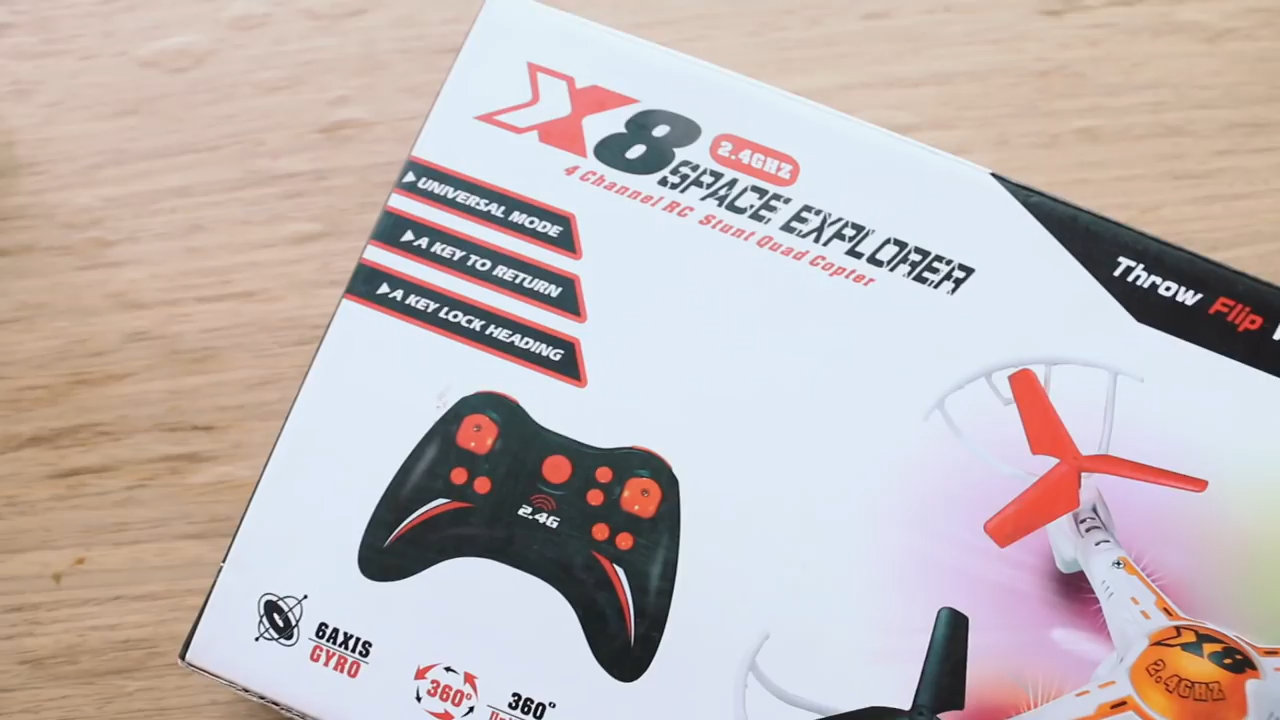 X8
2.4GHZ
SPACE EXPLORER
4 Channel RC Stunt Quad Copter
UNIVERSAL MODE
A KEY TO RETURN
A KEY LOCK HEADING
Throw Flip
2.4G
6AXIS
GYRO
360°
360°
X8
2.4GHZ